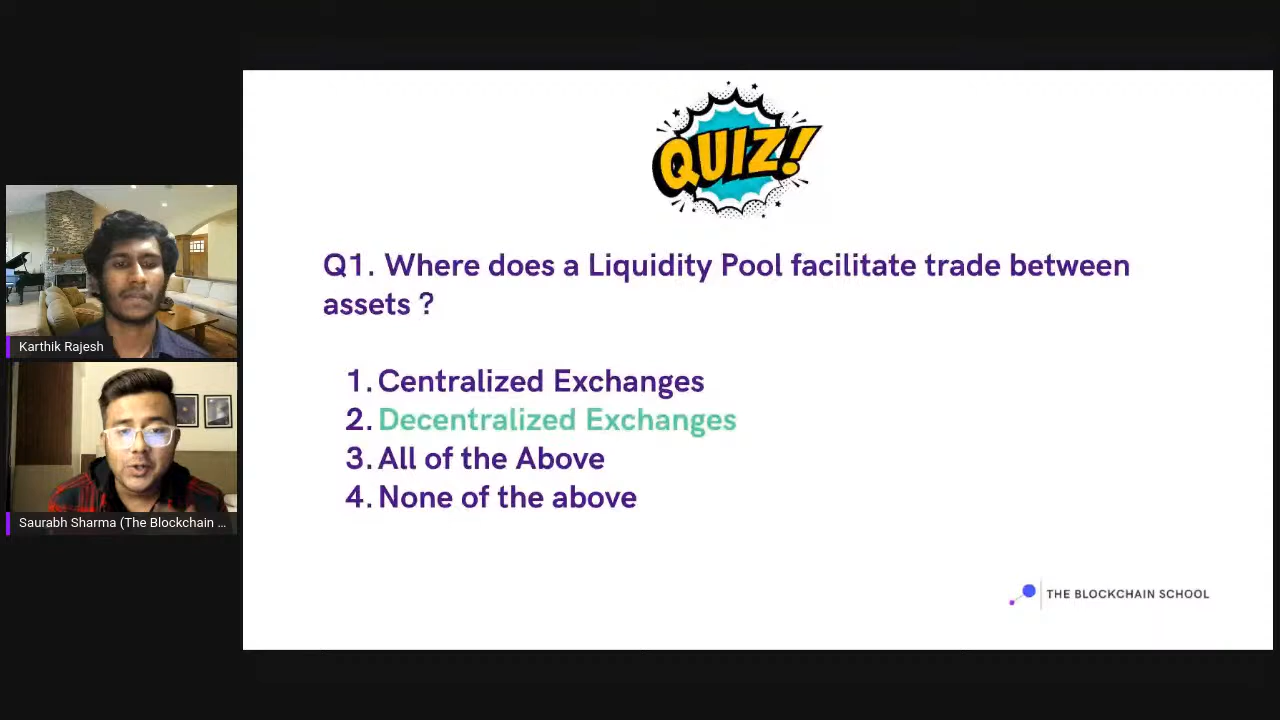 QUIZ!
Q1. Where does a Liquidity Pool facilitate trade between
assets ?
1. Centralized Exchanges
2. Decentralized Exchanges
3. All of the Above
4. None of the above
Karthik Rajesh
Saurabh Sharma (The Blockchain ...
THE BLOCKCHAIN SCHOOL